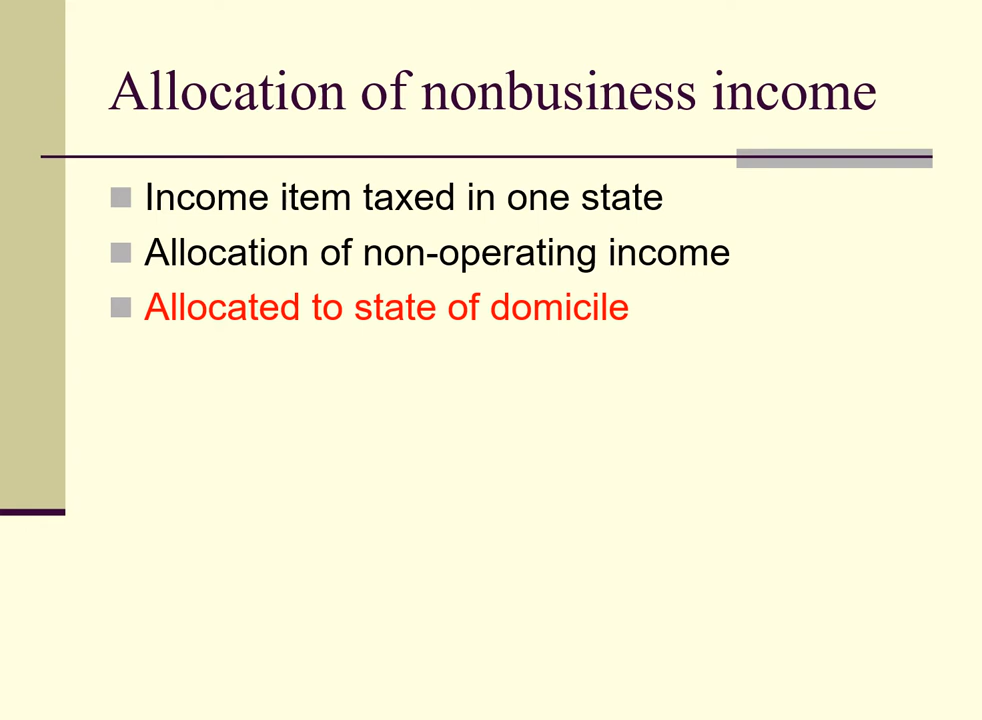 Allocation of nonbusiness income
Income item taxed in one state
Allocation of non-operating income
Allocated to state of domicile